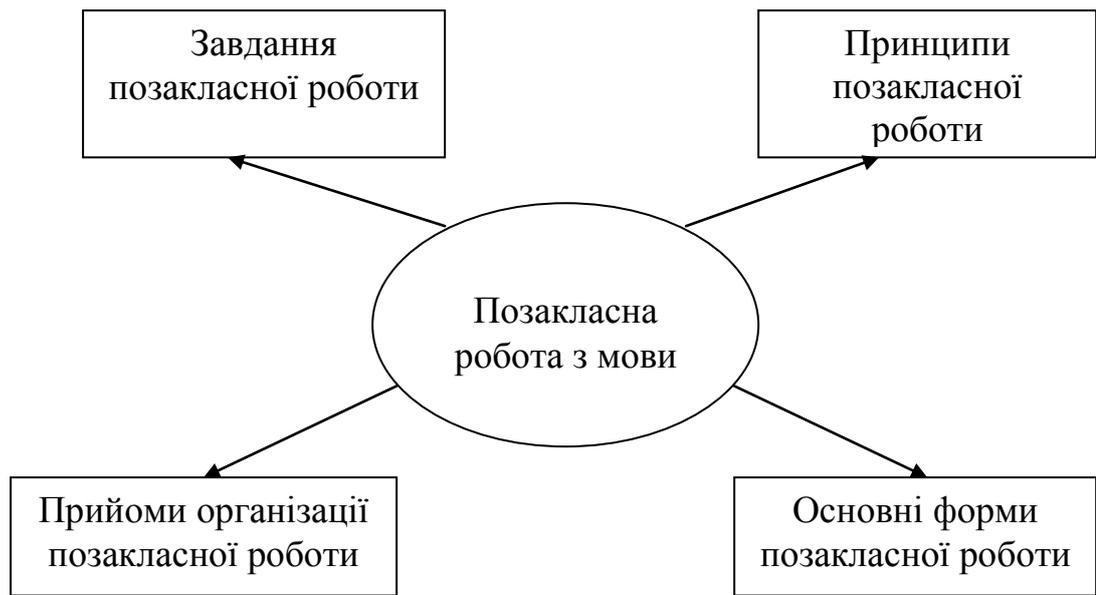 Завдання
позакласної роботи
Принципи
позакласної
роботи
Позакласна
робота з мови
Прийоми організації
позакласної роботи
Основні форми
позакласної роботи